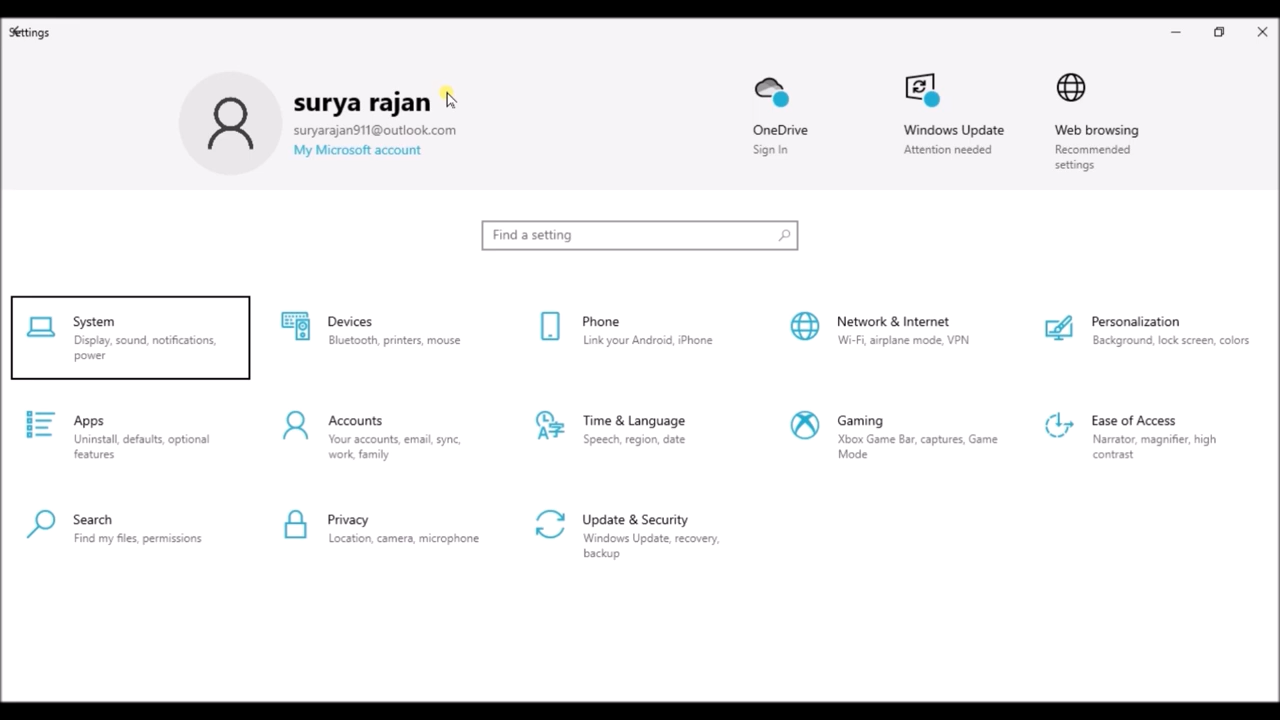 Settings
surya rajan
suryarajan911@outlook.com
My Microsoft account
OneDrive
Sign In
Windows Update
Attention needed
Web browsing
Recommended
settings
Find a setting
System
Display, sound, notifications,
power
Devices
Bluetooth, printers, mouse
Phone
Link your Android, iPhone
Network & Internet
Wi-Fi, airplane mode, VPN
Personalization
Background, lock screen, colors
Apps
Uninstall, defaults, optional
features
Accounts
Your accounts, email, sync,
work, family
Time & Language
Speech, region, date
Gaming
Xbox Game Bar, captures, Game
Mode
Ease of Access
Narrator, magnifier, high
contrast
Search
Find my files, permissions
Privacy
Location, camera, microphone
Update & Security
Windows Update, recovery,
backup